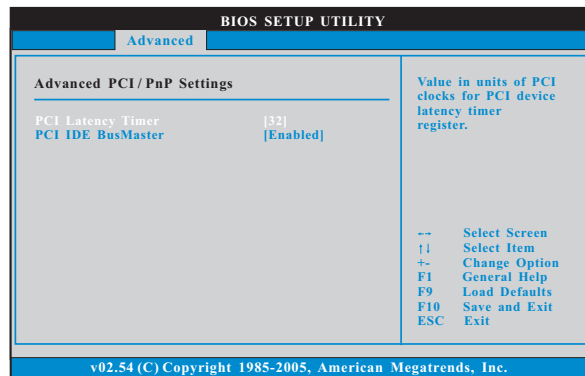 BIOS SETUP UTILITY
Advanced
Advanced PCI / PnP Settings
PCI Latency Timer [32]
PCI IDE BusMaster [Enabled]
Value in units of PCI
clocks for PCI device
latency timer
register.
←→ Select Screen
↑↓ Select Item
+- Change Option
F1 General Help
F9 Load Defaults
F10 Save and Exit
ESC Exit
v02.54 (C) Copyright 1985-2005, American Megatrends, Inc.